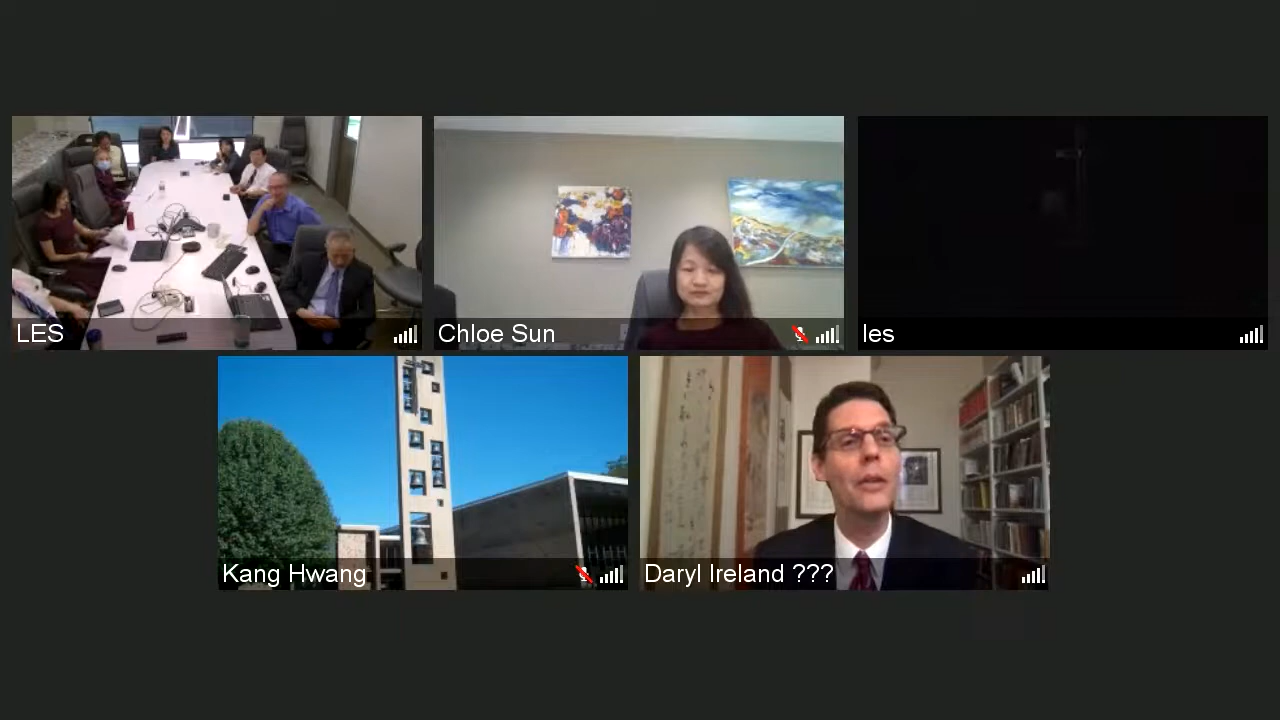 LES
Chloe Sun
les
Kang Hwang
Daryl Ireland ???